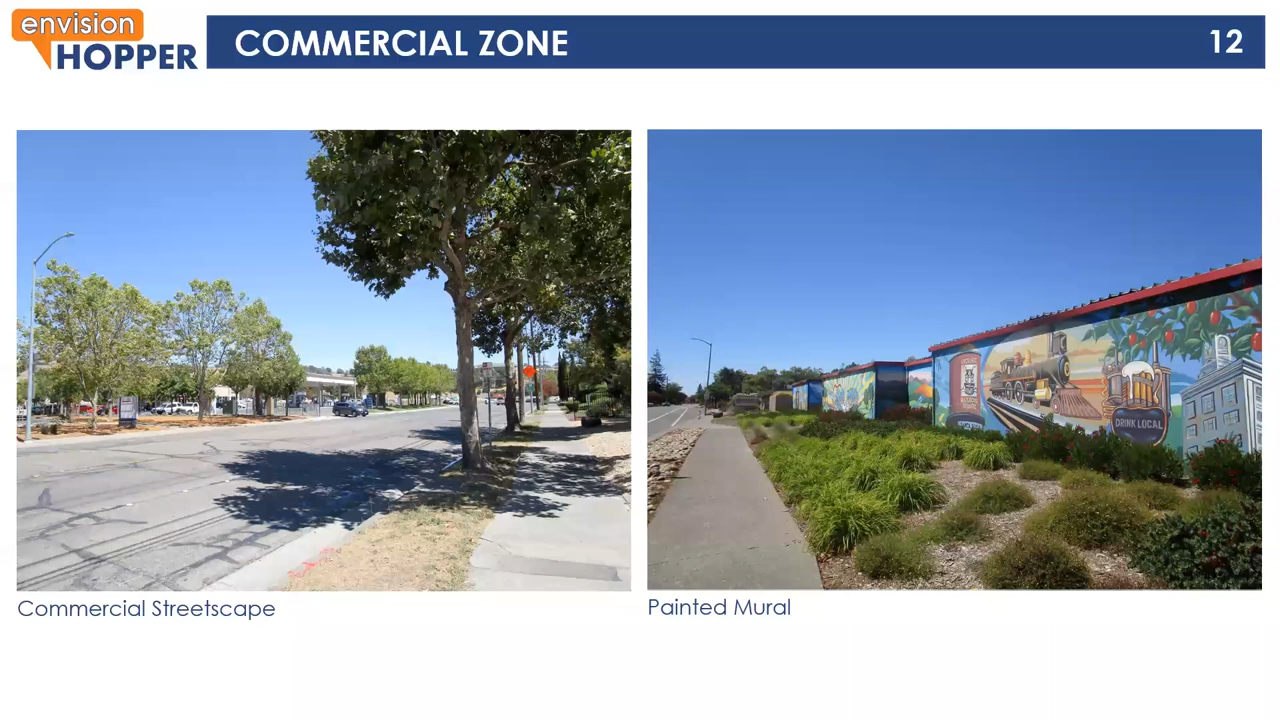 envision
HOPPER
COMMERCIAL ZONE
12
DRINK LOCAL
Commercial Streetscape
Painted Mural